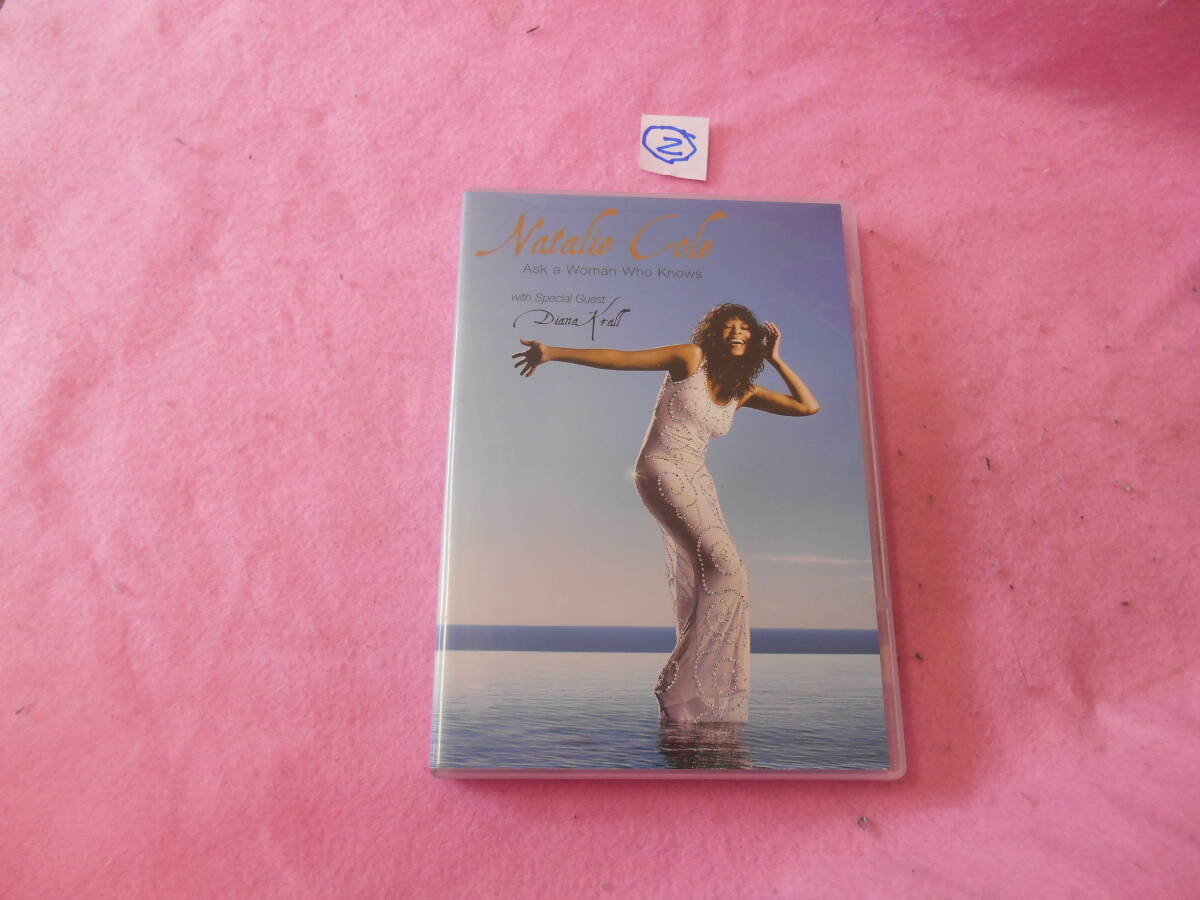 2
Natalie Cole
Ask a Woman Who Knows
with Special Guest
Diana Krall